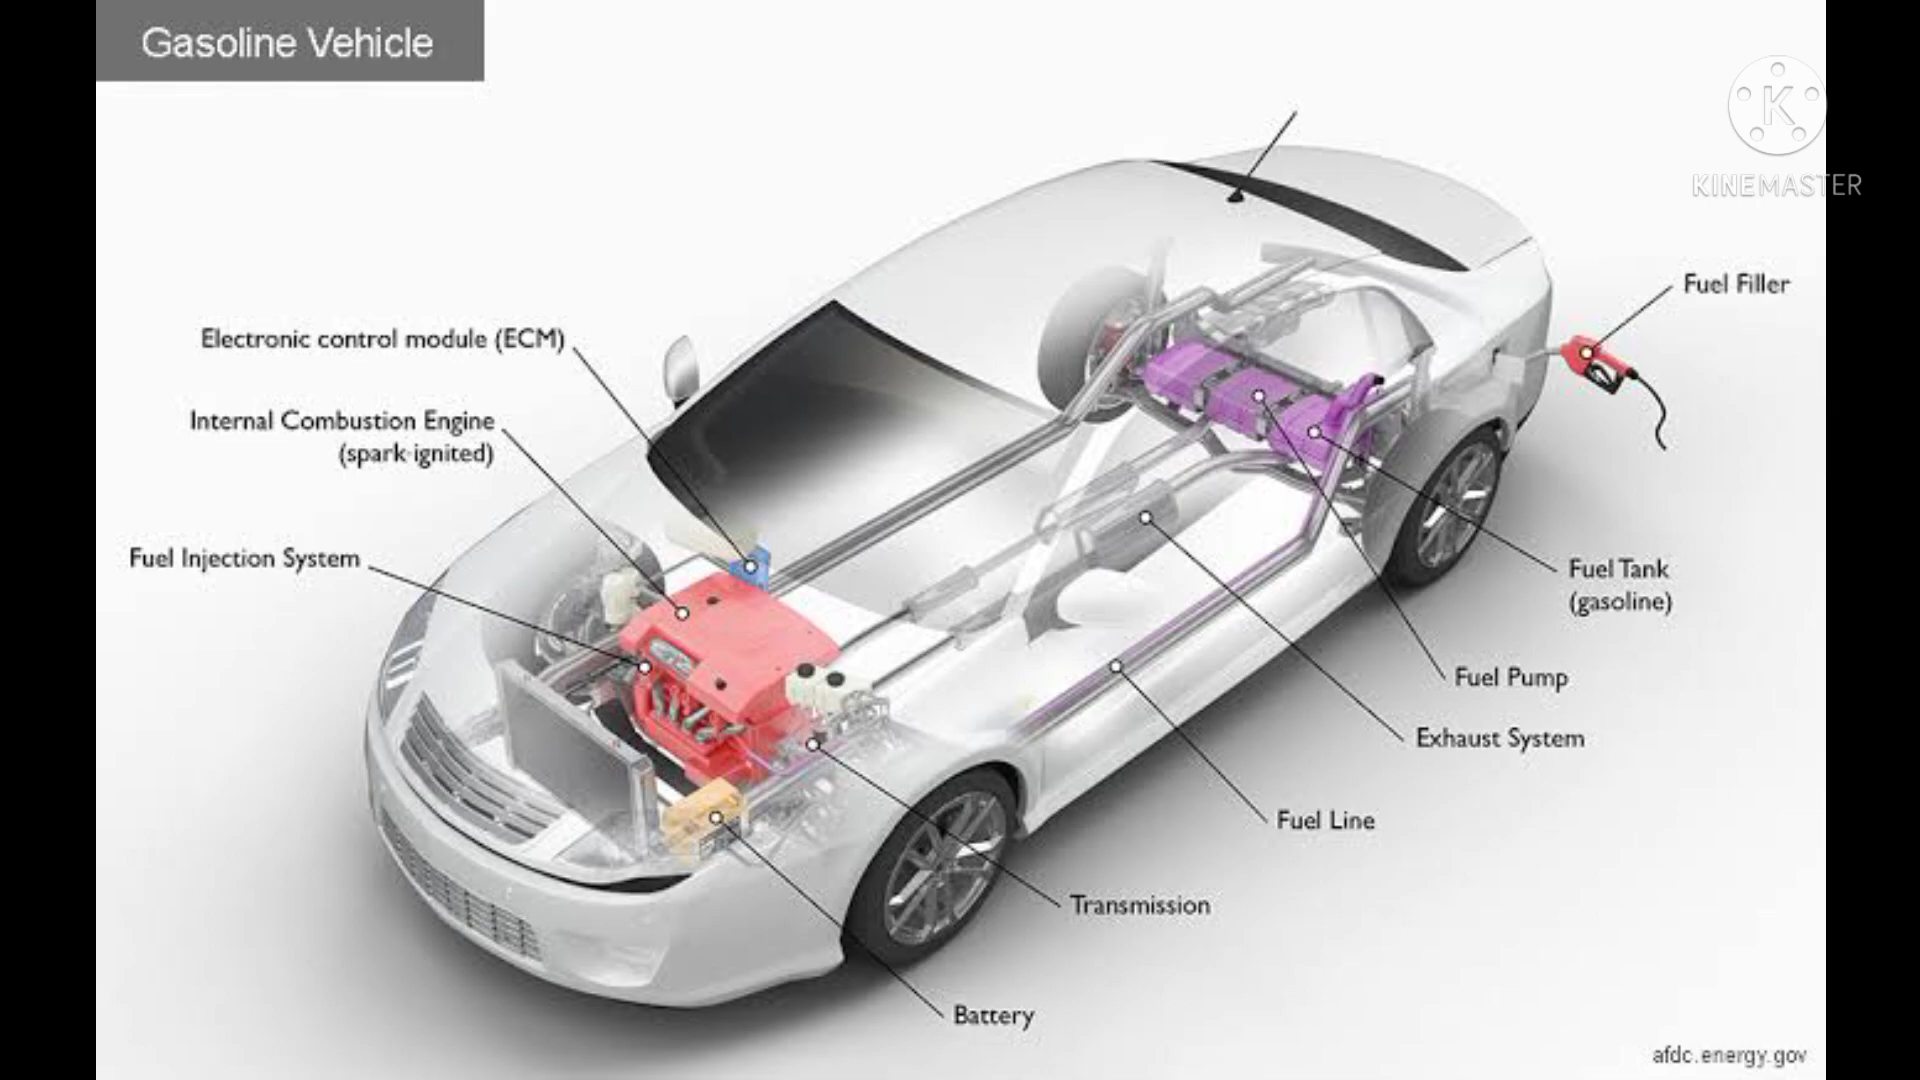 Gasoline Vehicle
K
KINEMASTER
Fuel Filler
Electronic control module (ECM)
Internal Combustion Engine
(spark-ignited)
Fuel Injection System
Fuel Tank
(gasoline)
Fuel Pump
Exhaust System
Fuel Line
Transmission
Battery
afdc.energy.gov